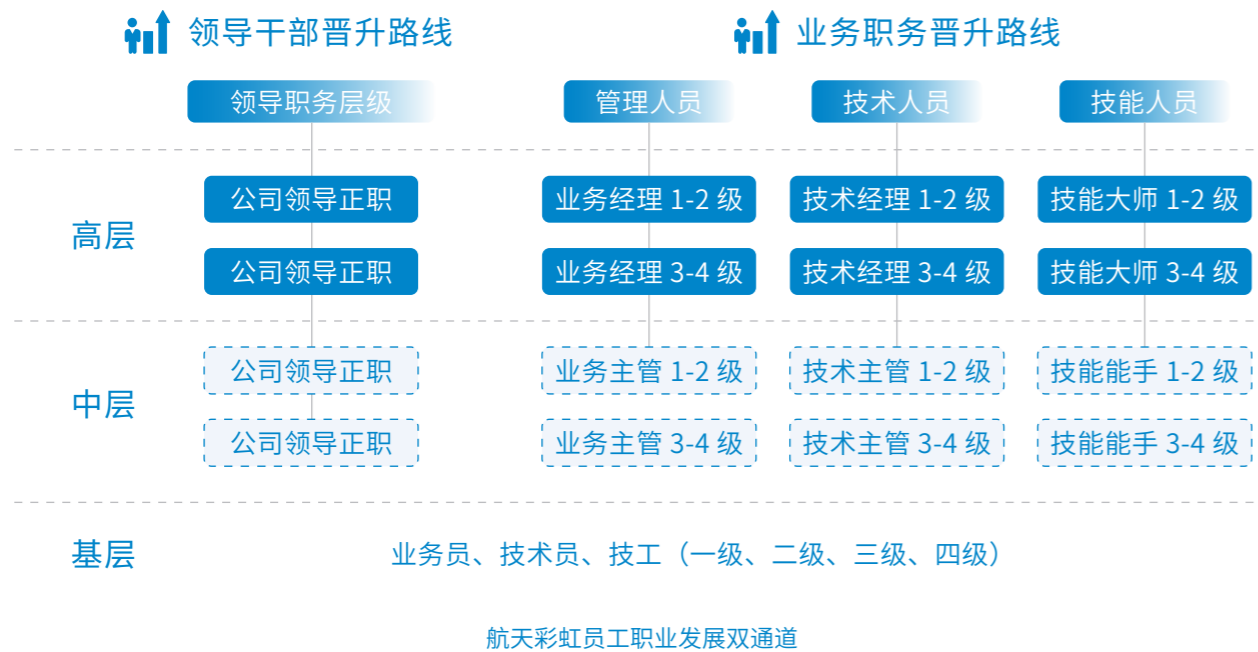 领导干部晋升路线 业务职务晋升路线
领导职务层级 管理人员 技术人员 技能人员
公司领导正职 业务经理 1-2 级 技术经理 1-2 级 技能大师 1-2 级
高层
公司领导正职 业务经理 3-4 级 技术经理 3-4 级 技能大师 3-4 级
公司领导正职 业务主管 1-2 级 技术主管 1-2 级 技能能手 1-2 级
中层
公司领导正职 业务主管 3-4 级 技术主管 3-4 级 技能能手 3-4 级
基层 业务员、技术员、技工（一级、二级、三级、四级）
航天彩虹员工职业发展双通道